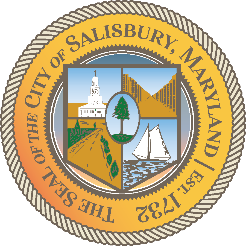 THE SEAL OF THE CITY OF SALISBURY, MARYLAND | EST. 1732